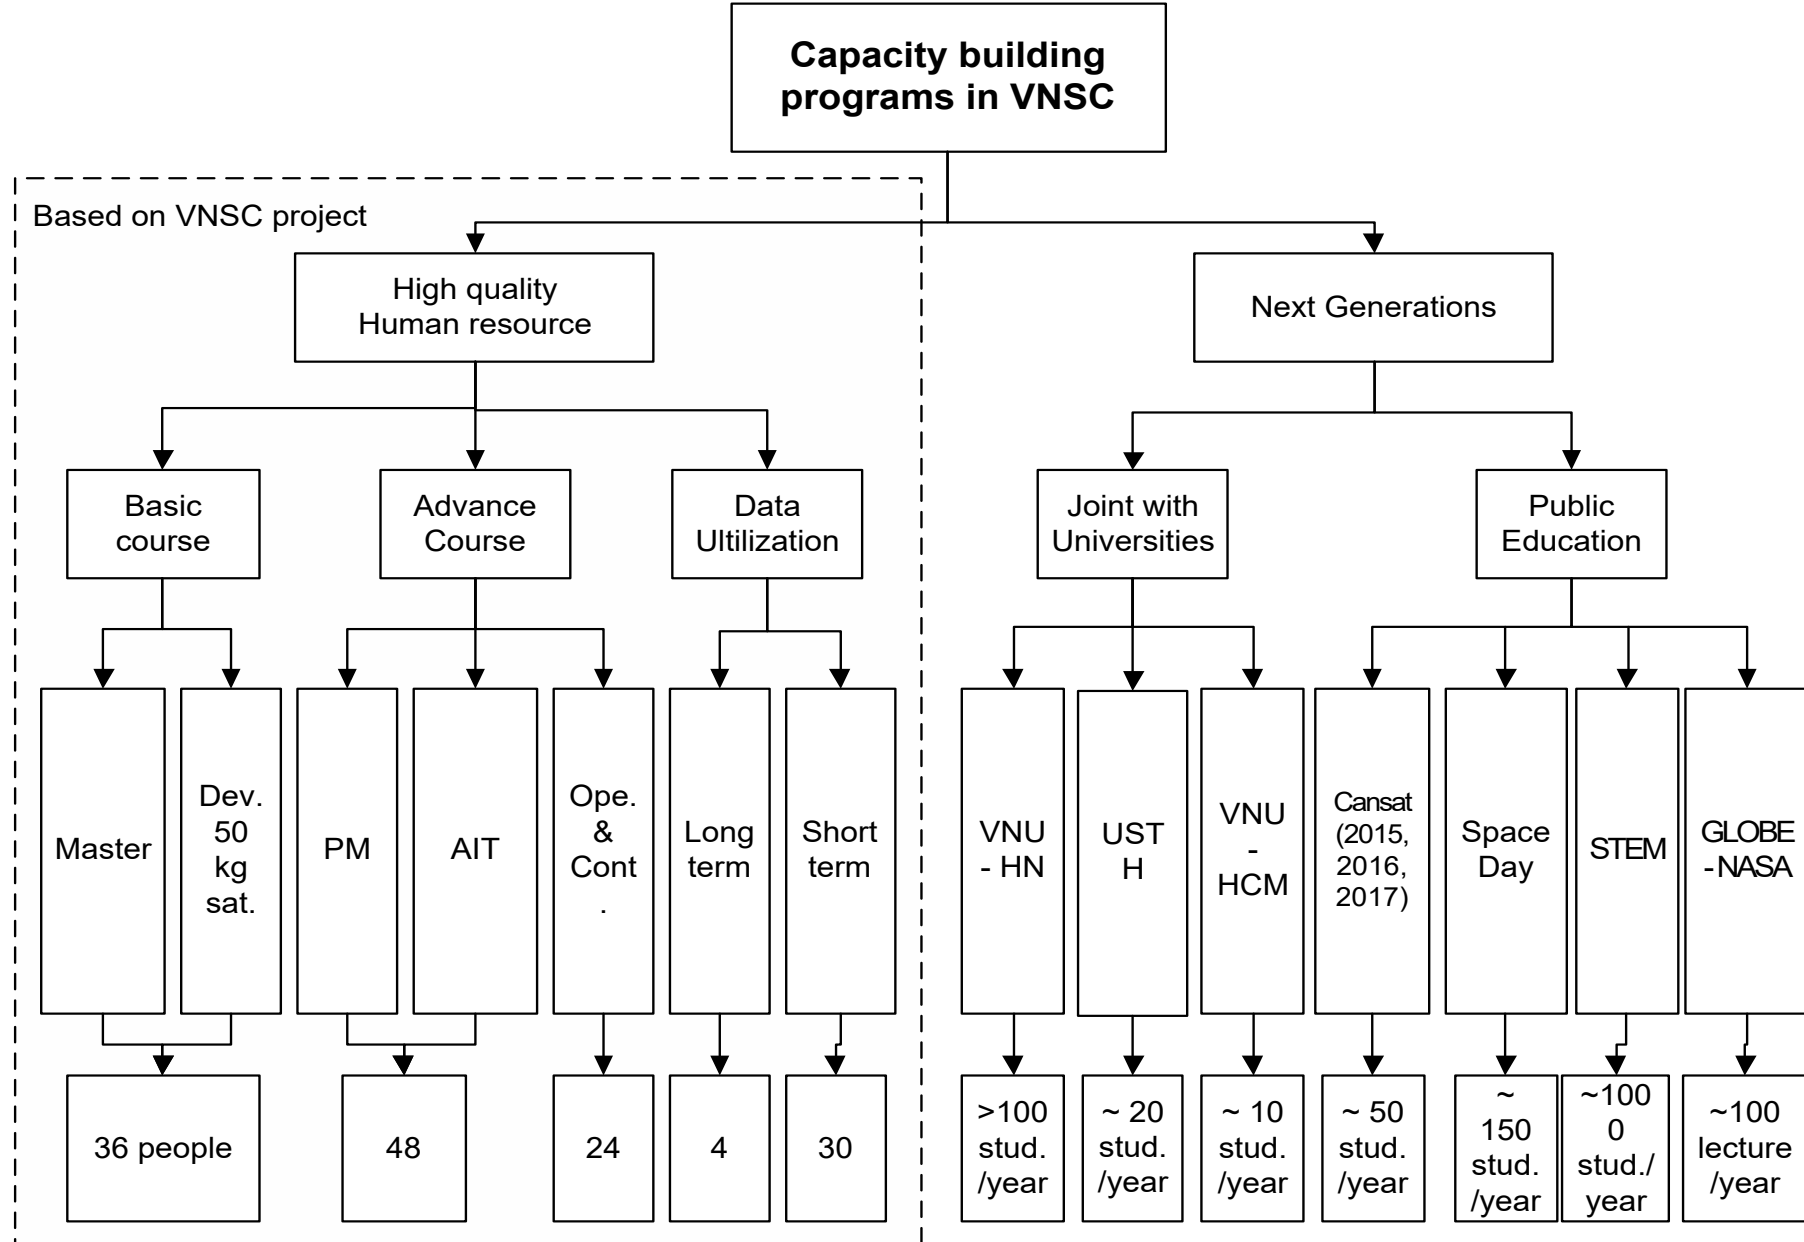 Capacity building
programs in VNSC
Based on VNSC project
High quality
Human resource
Next Generations
Basic
course
Advance
Course
Data
Ultilization
Joint with
Universities
Public
Education
Master
Dev.
50
kg
sat.
PM
AIT
Ope.
&
Cont
.
Long
term
Short
term
VNU
- HN
UST
H
VNU
-
HCM
Cansat
(2015,
2016,
2017)
Space
Day
STEM
GLOBE
- NASA
36 people
48
24
4
30
>100
stud.
/year
~ 20
stud.
/year
~ 10
stud.
/year
~ 50
stud.
/year
~
150
stud.
/year
~100
0
stud./
year
~100
lecture
/year